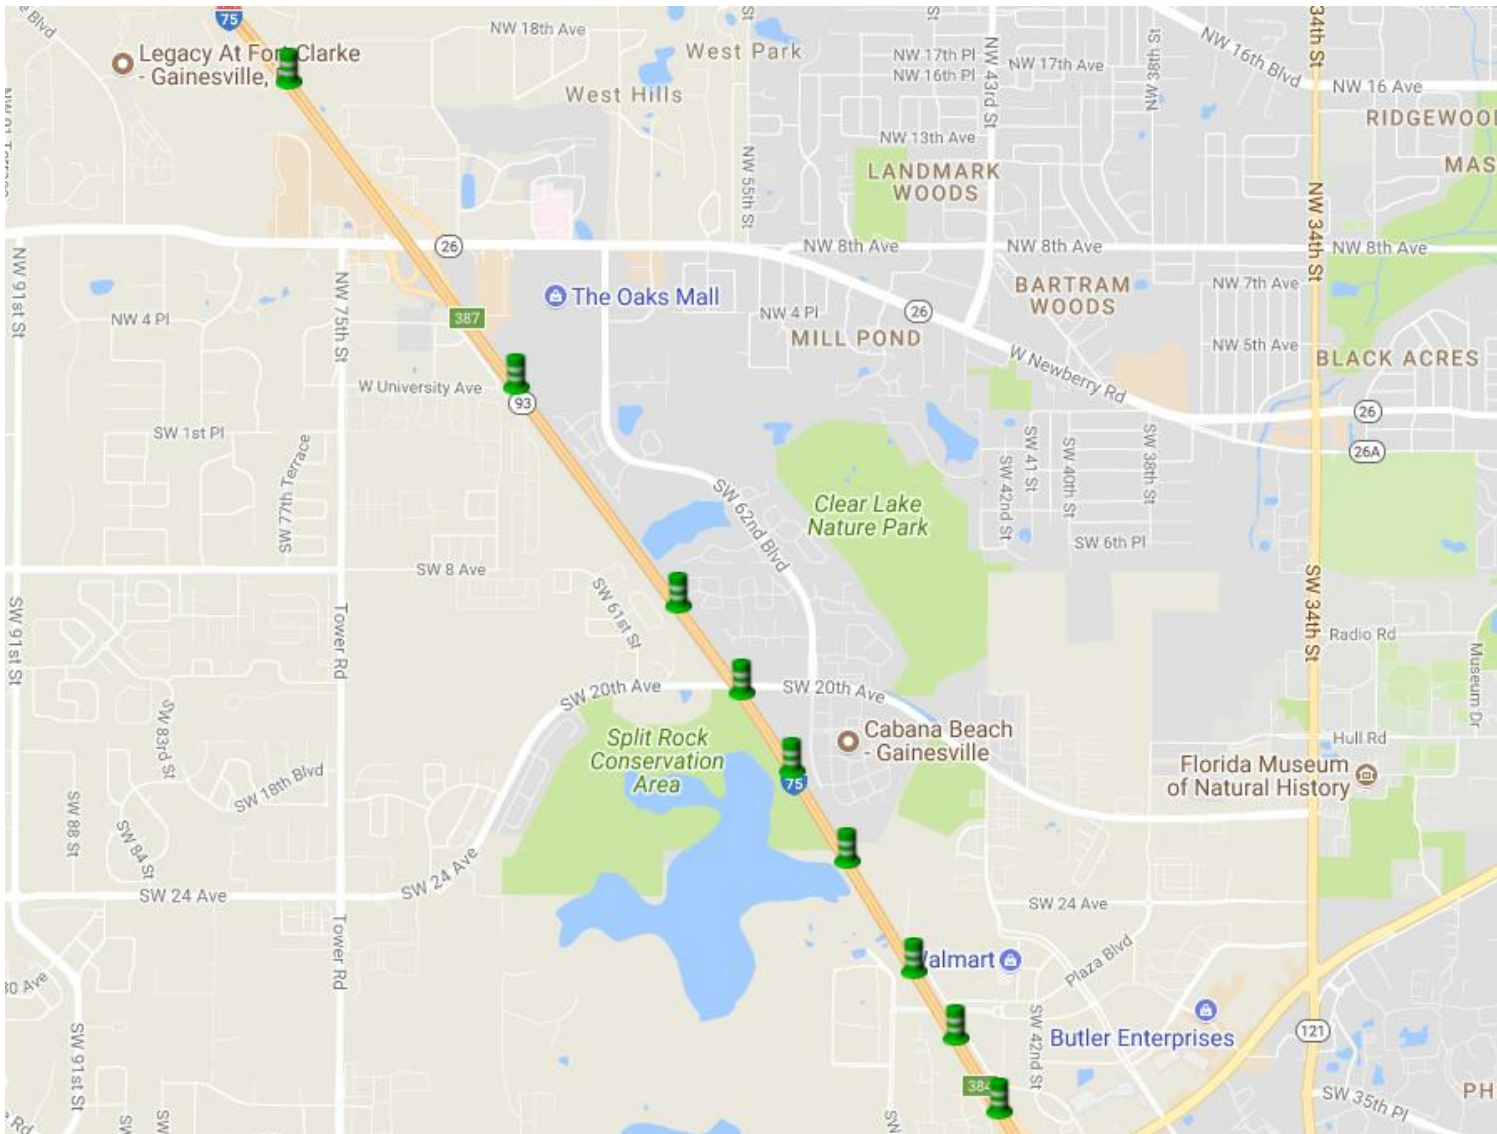 75
Blvd
NW 18th Ave
West Park
St
St
34th St
NW 16th Blvd
Legacy At Fort Clarke
- Gainesville,
West Hills
NW 17th Pl
NW 16th Pl
NW 43rd St
NW 17th Ave
NW 38th St
NW 16 Ave
NW 13th Ave
NW 55th St
LANDMARK
WOODS
NW 34th St
26
NW 8th Ave
NW 8th Ave
NW 8th Ave
NW 91st St
NW 75th St
The Oaks Mall
NW 4 Pl
387
NW 4 Pl
26
MILL POND
BARTRAM
WOODS
NW 7th Ave
NW 5th Ave
BLACK ACRES
W Newberry Rd
W University Ave
93
26
26A
SW 1st Pl
SW 77th Terrace
SW 62nd Blvd
Clear Lake
Nature Park
SW 41 St
SW 42nd St
SW 40th St
SW 38th St
SW 6th Pl
SW 8 Ave
SW 61st St
SW 91st St
Tower Rd
SW 34th St
Radio Rd
Museum Dr
SW 20th Ave
SW 20th Ave
SW 83rd St
Split Rock
Conservation
Area
Cabana Beach
- Gainesville
Hull Rd
Florida Museum
of Natural History
75
SW 18th Blvd
SW 88 St
SW 84 St
SW 24 Ave
SW 24 Ave
SW 24 Ave
Tower Rd
Plaza Blvd
SW 42nd St
Butler Enterprises
121
SW 91st St
SW 35th Pl
SW
SW
SW